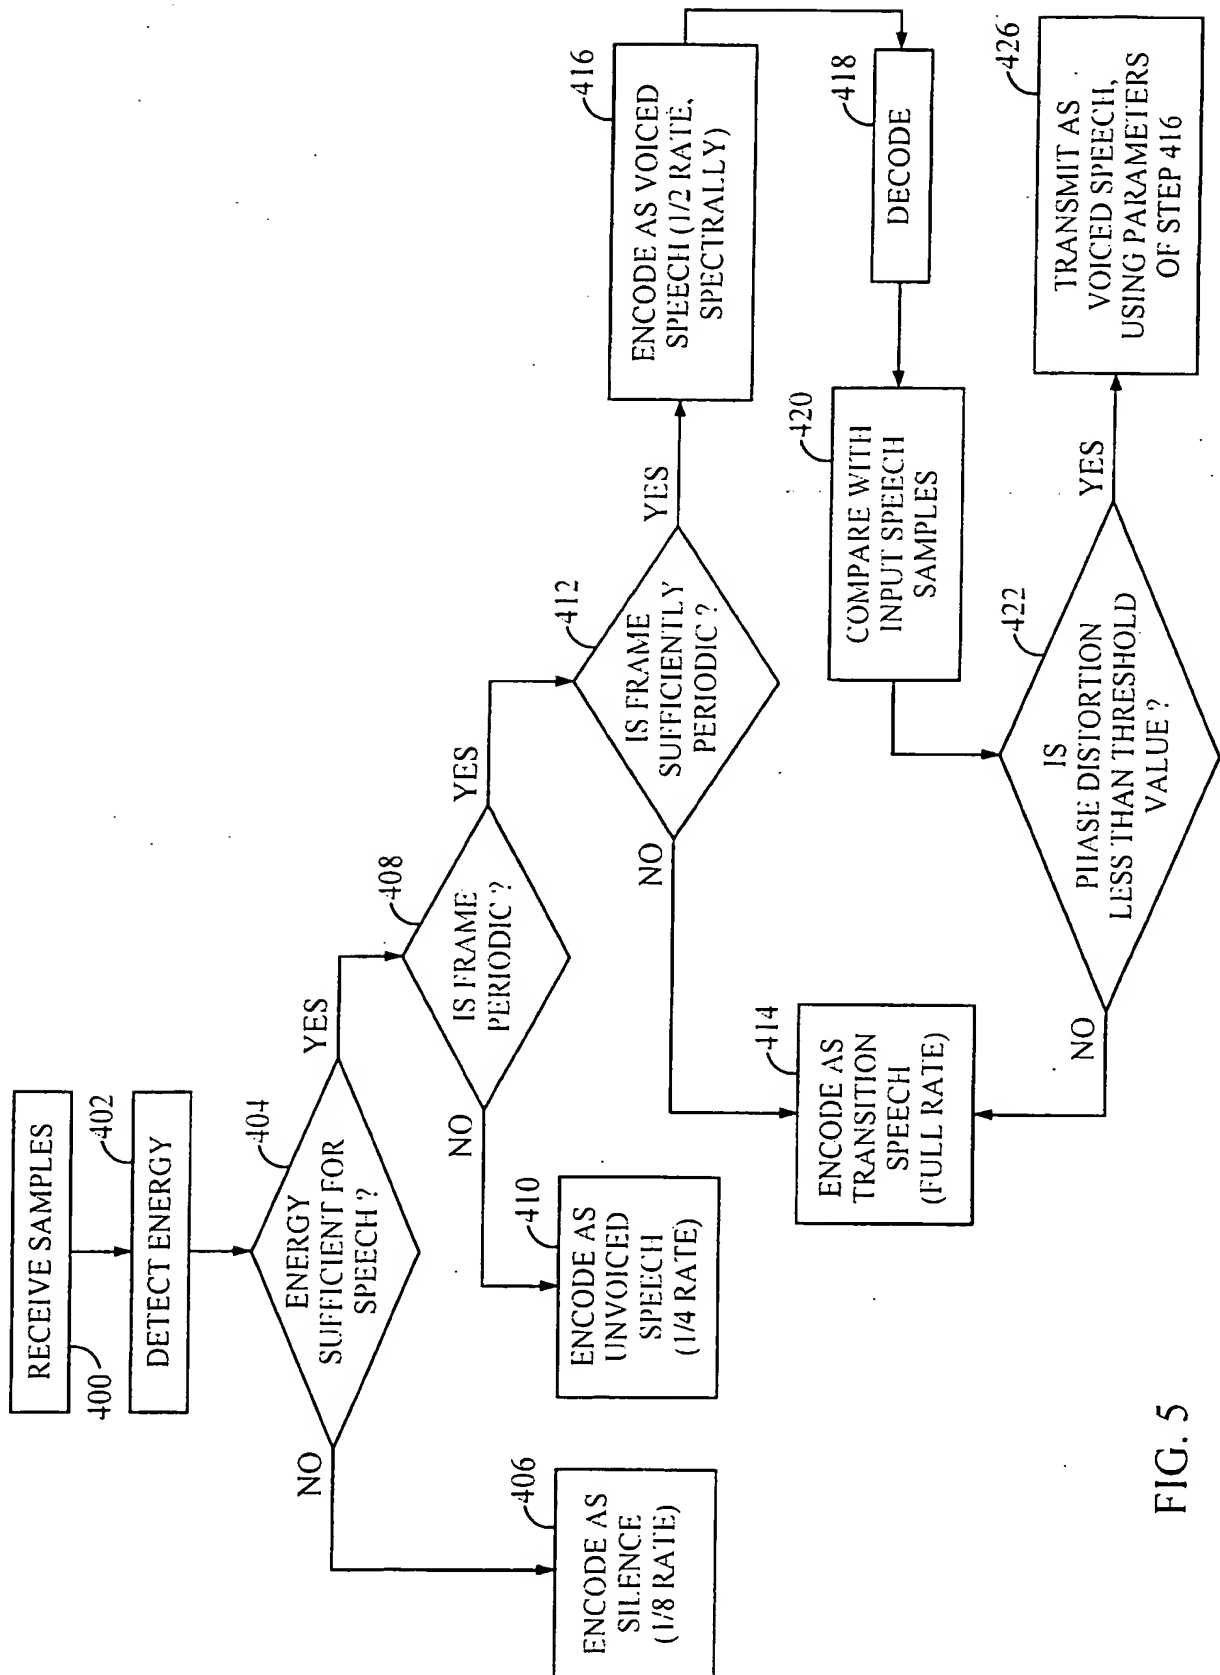 RECEIVE SAMPLES
400
DETECT ENERGY
402
ENERGY
SUFFICIENT FOR
SPEECH ?
404
NO
YES
ENCODE AS
SILENCE
(1/8 RATE)
406
IS FRAME
PERIODIC ?
408
NO
YES
ENCODE AS
UNVOICED
SPEECH
(1/4 RATE)
410
IS FRAME
SUFFICIENTLY
PERIODIC ?
412
NO
YES
ENCODE AS
TRANSITION
SPEECH
(FULL RATE)
414
ENCODE AS VOICED
SPEECH (1/2 RATE,
SPECTRALLY)
416
DECODE
418
COMPARE WITH
INPUT SPEECH
SAMPLES
420
IS
PHASE DISTORTION
LESS THAN THRESHOLD
VALUE ?
422
NO
YES
TRANSMIT AS
VOICED SPEECH,
USING PARAMETERS
OF STEP 416
426
FIG. 5